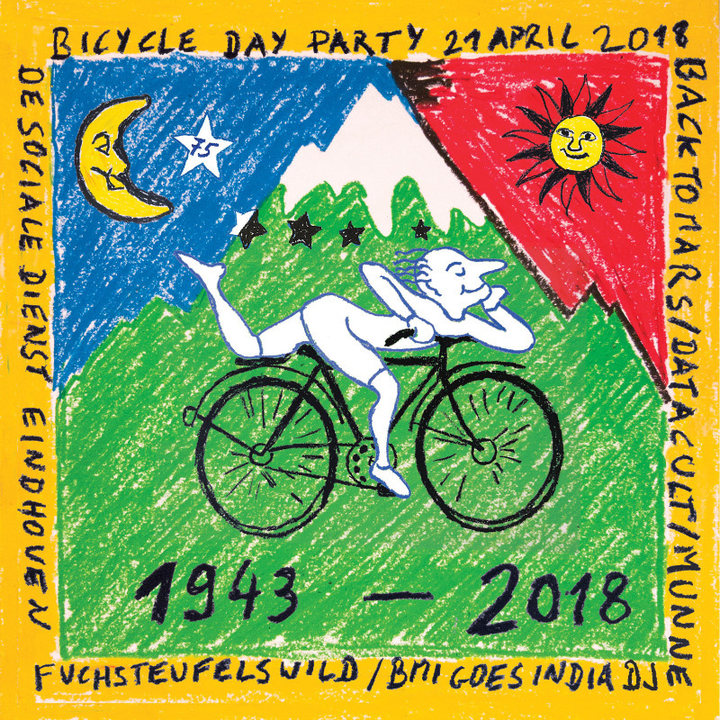 BICYCLE DAY PARTY 21 APRIL 2018
BACK TO MARS/DATACULT/MUNNE
DE SOCIALE DIENST EINDHOVEN
75
1943 — 2018
FUCHSTEUFELSWILD/BMI GOES INDIA DJ